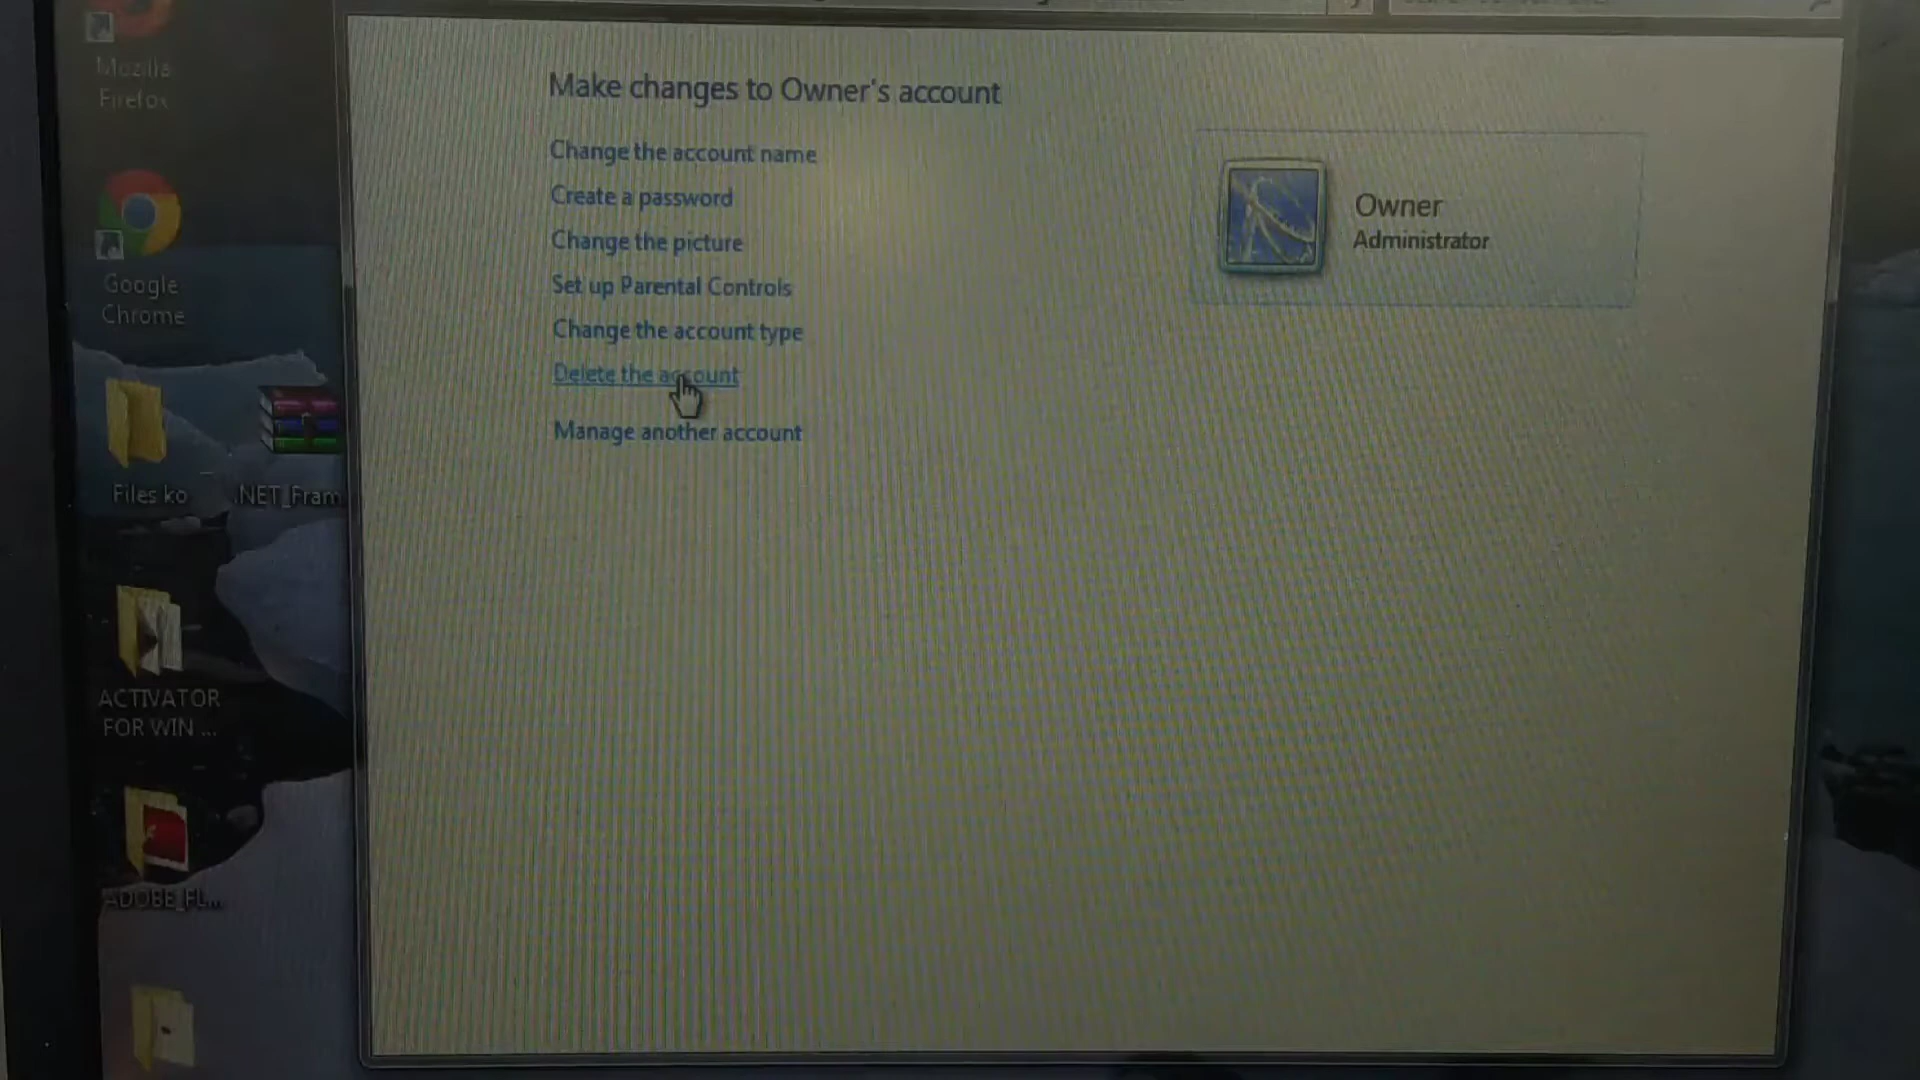 Mozilla
Firefox
Google
Chrome
Files ko
.NET_Fram
ACTIVATOR
FOR WIN ...
ADOBE_FL...
Make changes to Owner's account
Change the account name
Create a password
Change the picture
Set up Parental Controls
Change the account type
Delete the account
Manage another account
Owner
Administrator